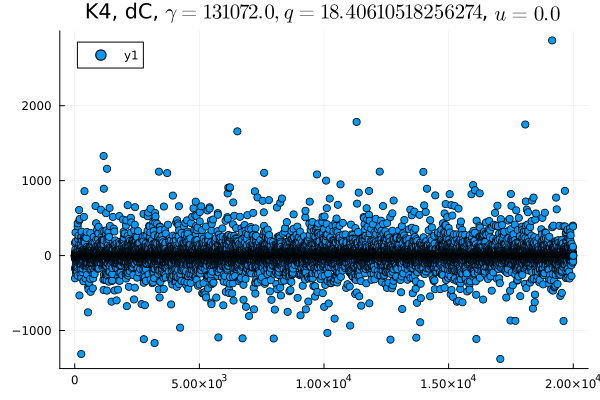 K4, dC, γ = 131072.0, q = 18.40610518256274, u = 0.0
y1
2000
1000
0
−1000
0 5.00×10³ 1.00×10⁴ 1.50×10⁴ 2.00×10⁴